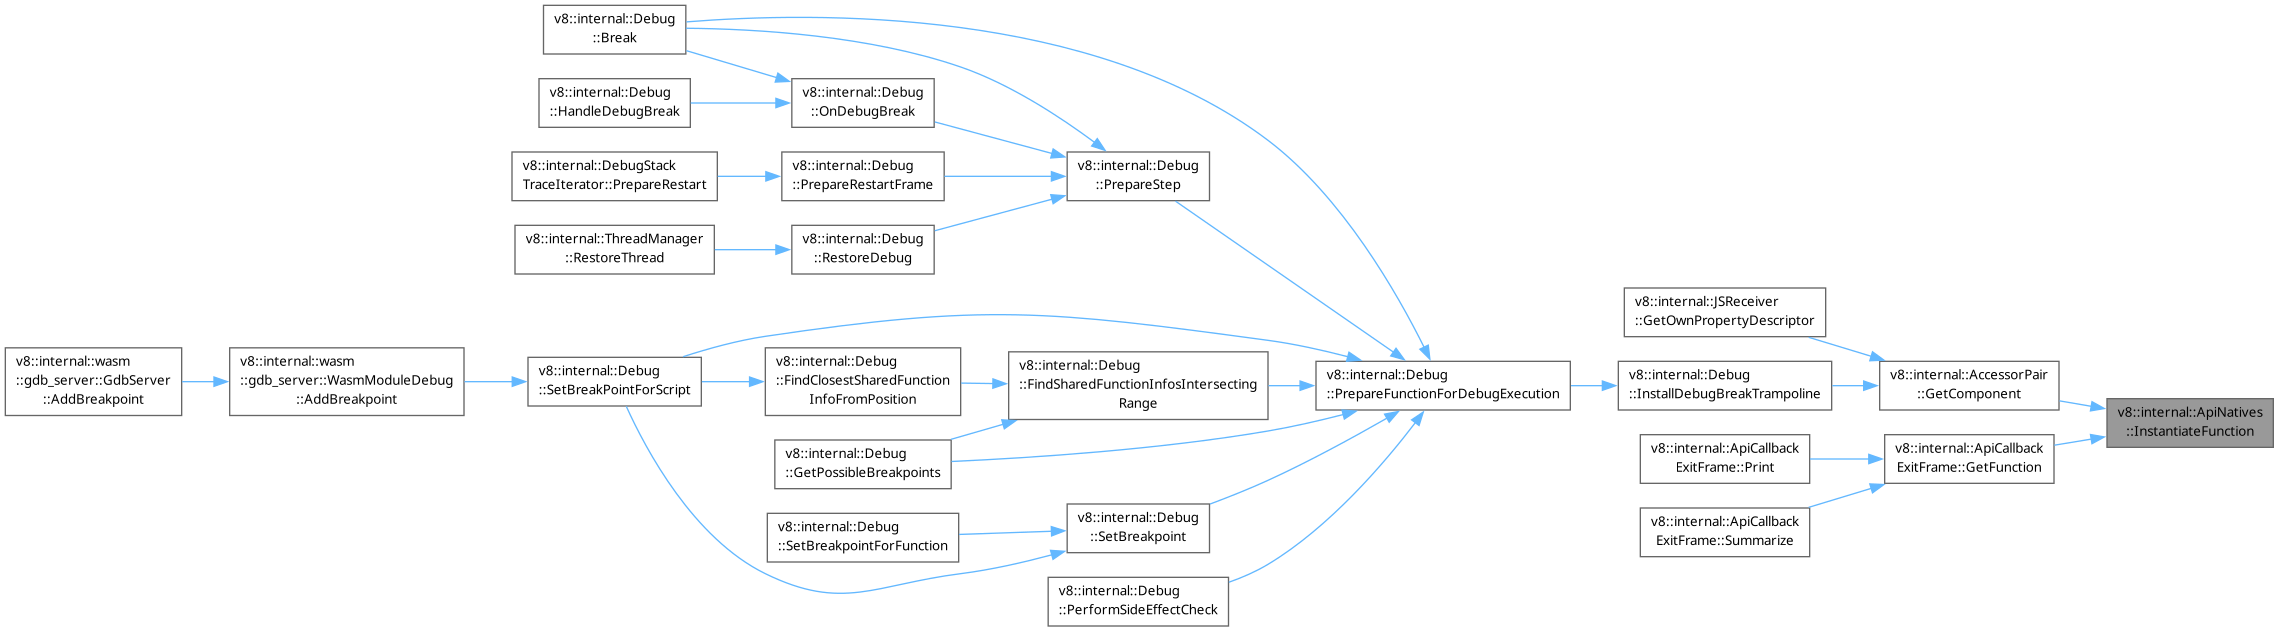 v8::internal::Debug
::Break
v8::internal::Debug
::HandleDebugBreak
v8::internal::Debug
::OnDebugBreak
v8::internal::DebugStack
TraceIterator::PrepareRestart
v8::internal::Debug
::PrepareRestartFrame
v8::internal::Debug
::PrepareStep
v8::internal::ThreadManager
::RestoreThread
v8::internal::Debug
::RestoreDebug
v8::internal::JSReceiver
::GetOwnPropertyDescriptor
v8::internal::wasm
::gdb_server::GdbServer
::AddBreakpoint
v8::internal::wasm
::gdb_server::WasmModuleDebug
::AddBreakpoint
v8::internal::Debug
::SetBreakPointForScript
v8::internal::Debug
::FindClosestSharedFunction
InfoFromPosition
v8::internal::Debug
::FindSharedFunctionInfosIntersecting
Range
v8::internal::Debug
::PrepareFunctionForDebugExecution
v8::internal::Debug
::InstallDebugBreakTrampoline
v8::internal::AccessorPair
::GetComponent
v8::internal::ApiNatives
::InstantiateFunction
v8::internal::Debug
::GetPossibleBreakpoints
v8::internal::ApiCallback
ExitFrame::Print
v8::internal::ApiCallback
ExitFrame::GetFunction
v8::internal::Debug
::SetBreakpointForFunction
v8::internal::Debug
::SetBreakpoint
v8::internal::ApiCallback
ExitFrame::Summarize
v8::internal::Debug
::PerformSideEffectCheck